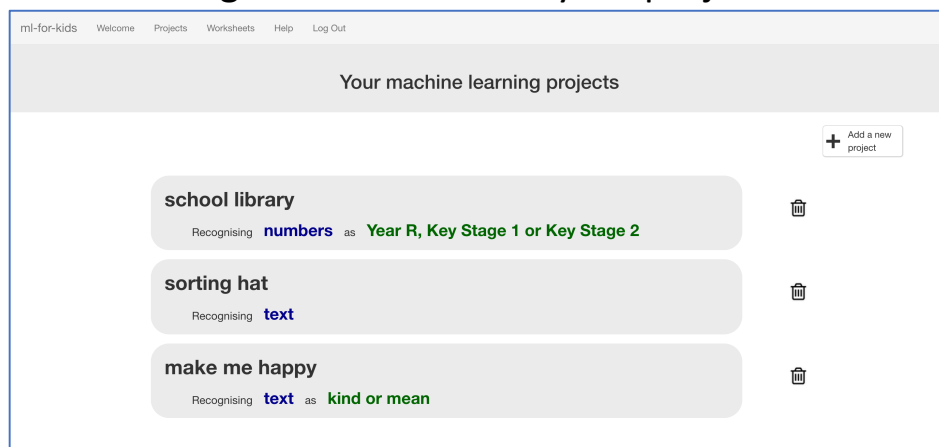 ml-for-kids Welcome Projects Worksheets Help Log Out
Your machine learning projects
Add a new
project
school library
Recognising numbers as Year R, Key Stage 1 or Key Stage 2
sorting hat
Recognising text
make me happy
Recognising text as kind or mean